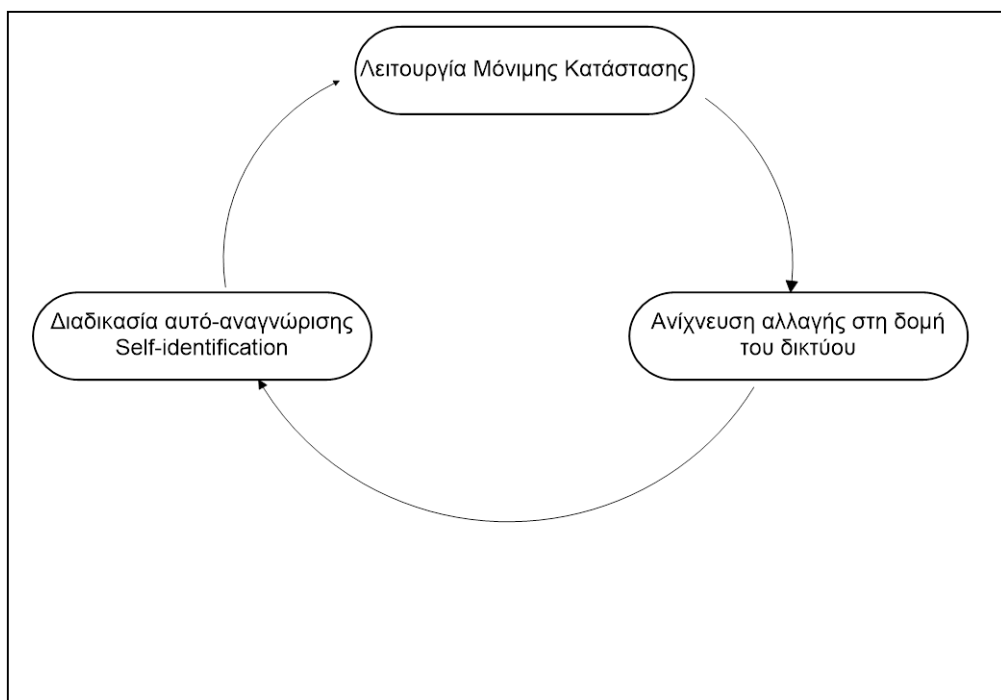 Λειτουργία Μόνιμης Κατάστασης
Διαδικασία αυτό-αναγνώρισης
Self-identification
Ανίχνευση αλλαγής στη δομή
του δικτύου